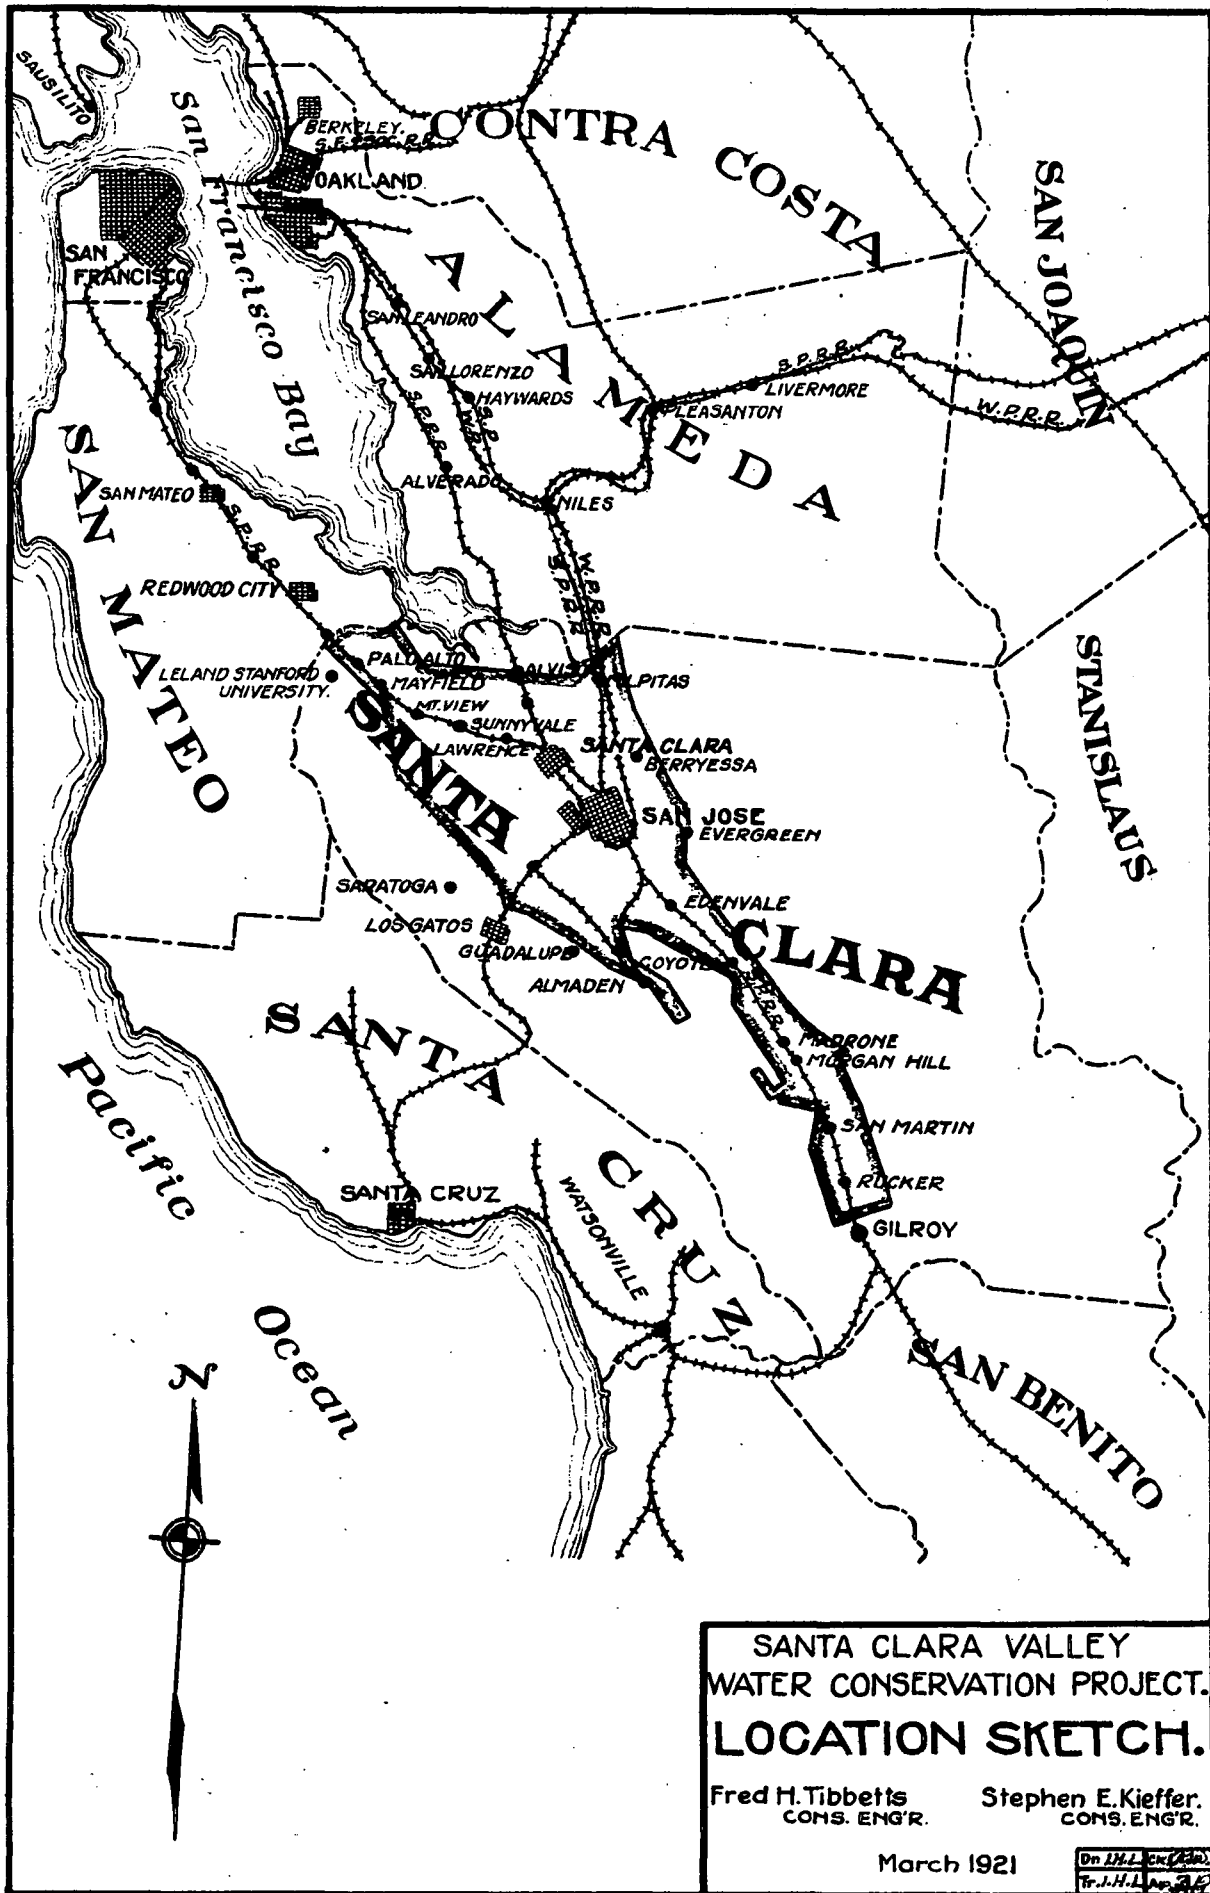 SAUSILITO
San Francisco Bay
BERKELEY.
OAKLAND
CONTRA COSTA
SAN JOAQUIN
SAN
FRANCISCO
ALAMEDA
SAN LEANDRO
SAN LORENZO
HAYWARDS
S.P.R.R.
S.P.
W.P.
S.P.R.R.
LIVERMORE
PLEASANTON
W.P.R.R.
ALVERADO
NILES
SAN MATEO
SAN MATEO
S.P.R.R.
W.P.R.R.
S.P.R.R.
REDWOOD CITY
STANISLAUS
PALO ALTO
LELAND STANFORD
UNIVERSITY.
MAYFIELD
ALVISO
MILPITAS
MT. VIEW
SUNNYVALE
LAWRENCE
SANTA CLARA
BERRYESSA
SANTA CLARA
SAN JOSE
EVERGREEN
SARATOGA
EDENVALE
LOS GATOS
GUADALUPE
COYOTE
ALMADEN
S.P.R.R.
MADRONE
MORGAN HILL
SANTA CRUZ
SAN MARTIN
RUCKER
SANTA CRUZ
WATSONVILLE
GILROY
SAN BENITO
Pacific Ocean
N
SANTA CLARA VALLEY
WATER CONSERVATION PROJECT.
LOCATION SKETCH.
Fred H. Tibbetts
CONS. ENG'R.
Stephen E. Kieffer.
CONS. ENG'R.
March 1921
Dn J.H.L.
Tr. J.H.L.